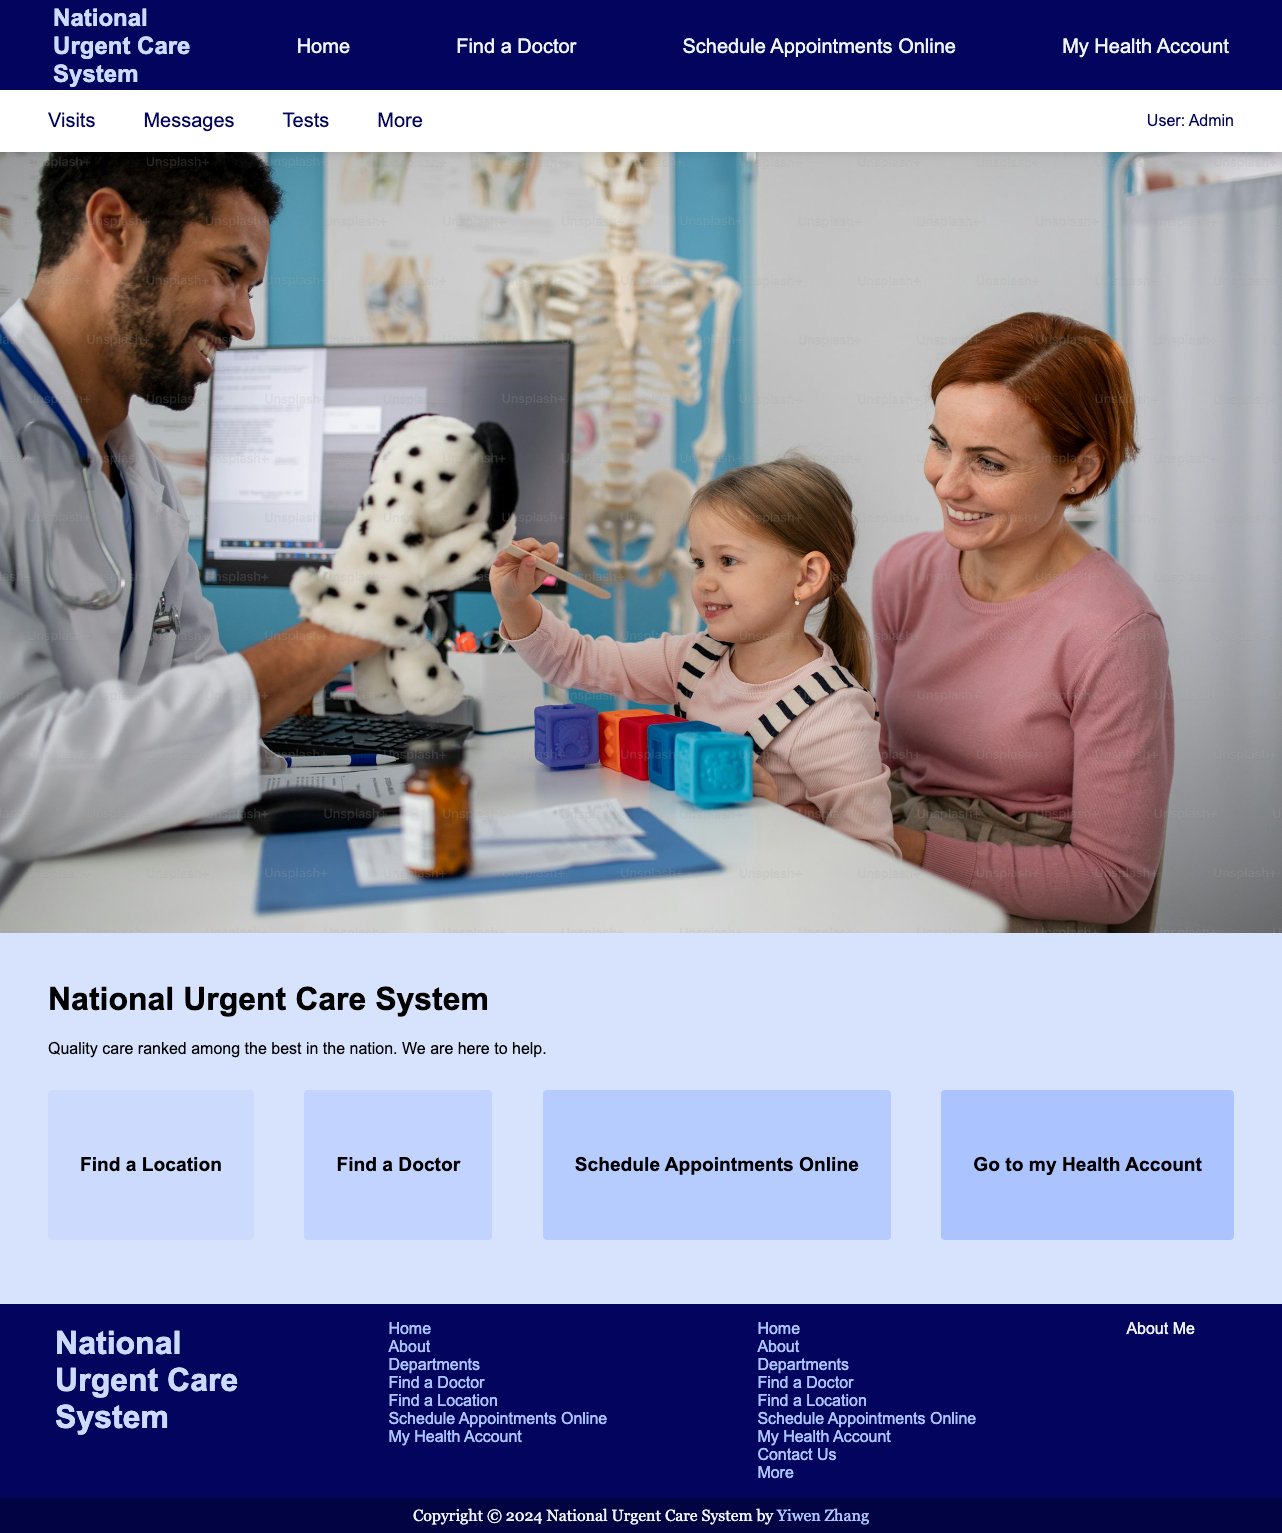 National
Urgent Care
System
Home
Find a Doctor
Schedule Appointments Online
My Health Account
Visits
Messages
Tests
More
User: Admin
Unsplash+
National Urgent Care System
Quality care ranked among the best in the nation. We are here to help.
Find a Location
Find a Doctor
Schedule Appointments Online
Go to my Health Account
National
Urgent Care
System
Home
About
Departments
Find a Doctor
Find a Location
Schedule Appointments Online
My Health Account
Home
About
Departments
Find a Doctor
Find a Location
Schedule Appointments Online
My Health Account
Contact Us
More
About Me
Copyright © 2024 National Urgent Care System by Yiwen Zhang